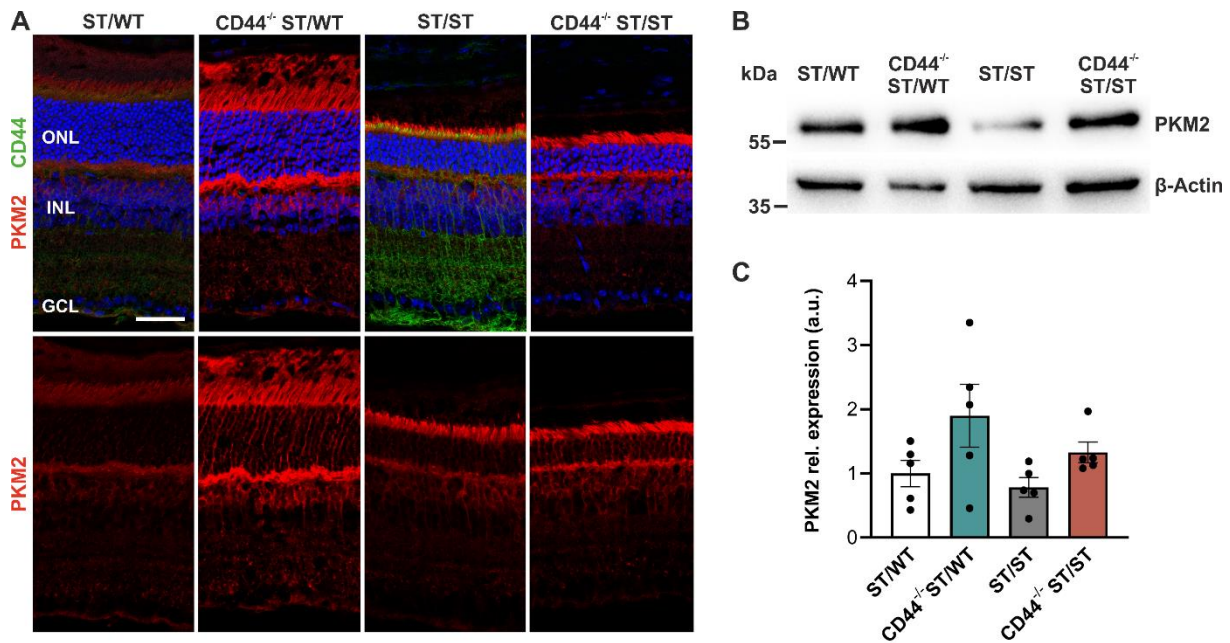 A
ST/WT CD44-/- ST/WT ST/ST CD44-/- ST/ST
PKM2 CD44
ONL
INL
GCL
PKM2
B
kDa ST/WT CD44-/- ST/WT ST/ST CD44-/- ST/ST
55
PKM2
35
β-Actin
C
PKM2 rel. expression (a.u.)
4
3
2
1
0
ST/WT
CD44-/- ST/WT
ST/ST
CD44-/- ST/ST